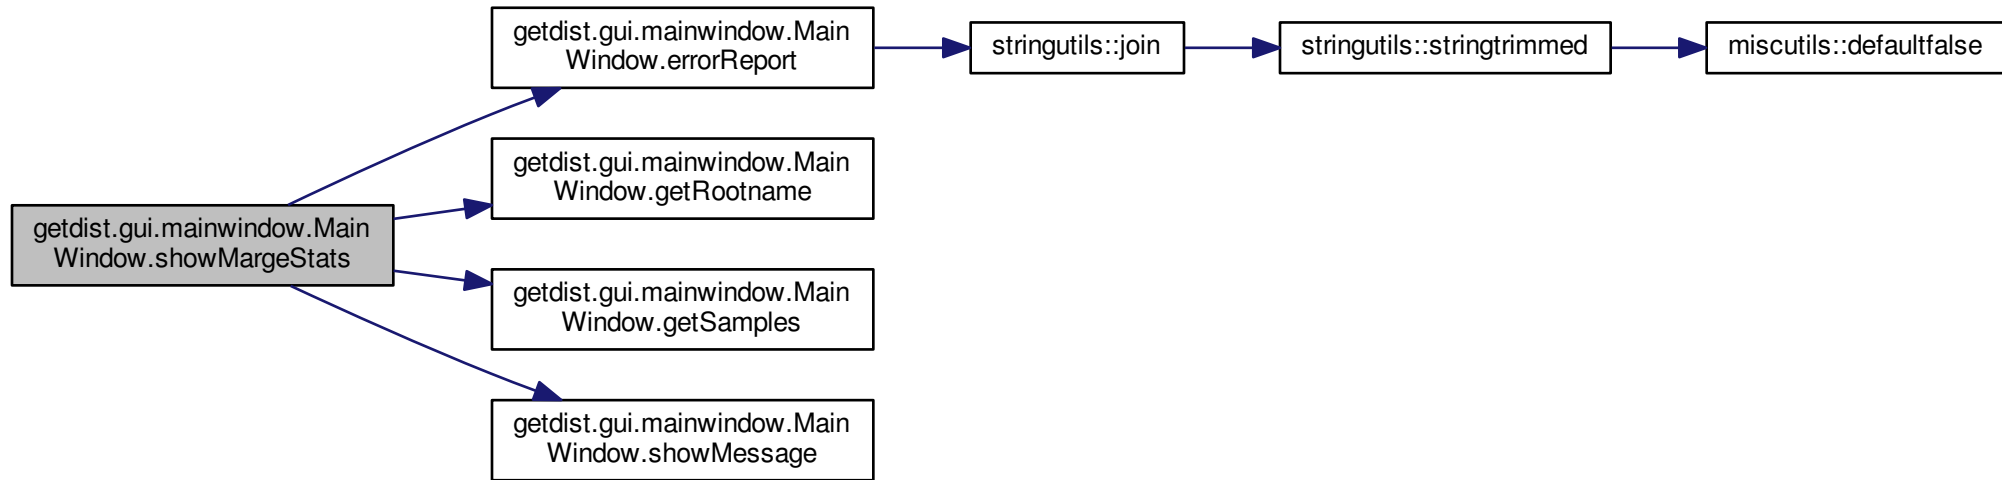 getdist.gui.mainwindow.Main
Window.errorReport
stringutils::join
stringutils::stringtrimmed
miscutils::defaultfalse
getdist.gui.mainwindow.Main
Window.getRootname
getdist.gui.mainwindow.Main
Window.showMargeStats
getdist.gui.mainwindow.Main
Window.getSamples
getdist.gui.mainwindow.Main
Window.showMessage